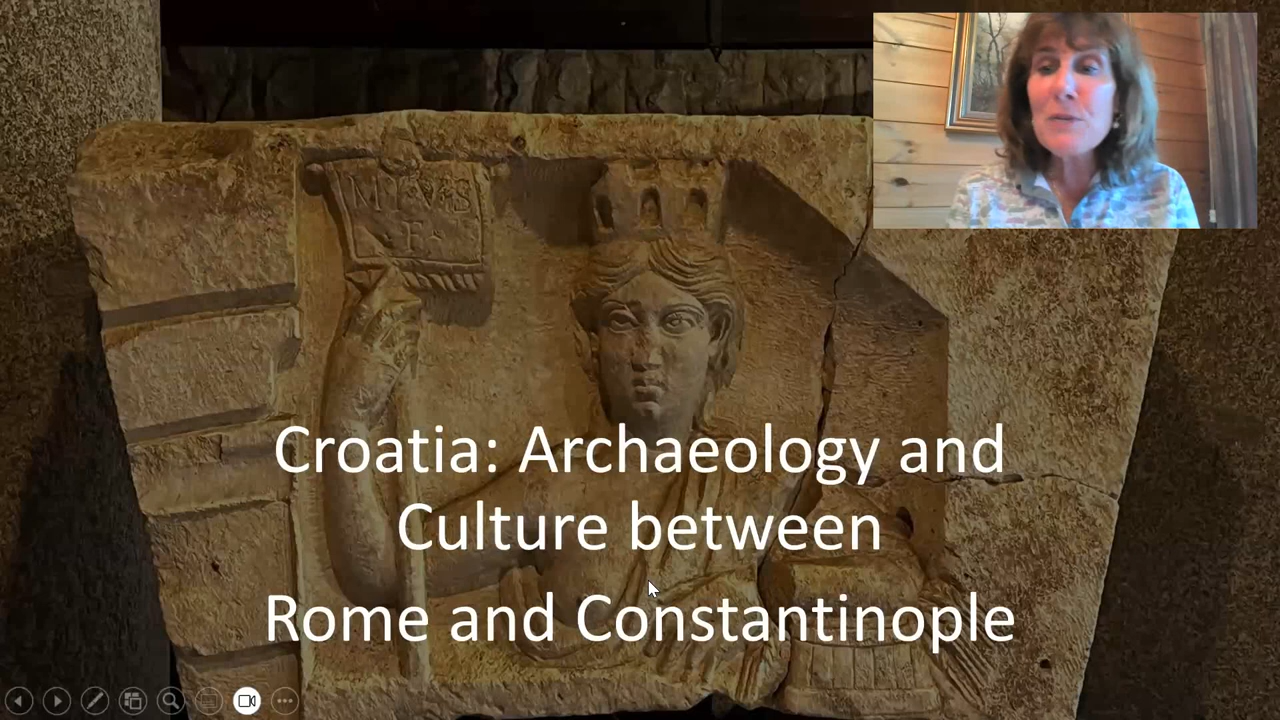 M·I·V·S
·F·
Croatia: Archaeology and
Culture between
Rome and Constantinople